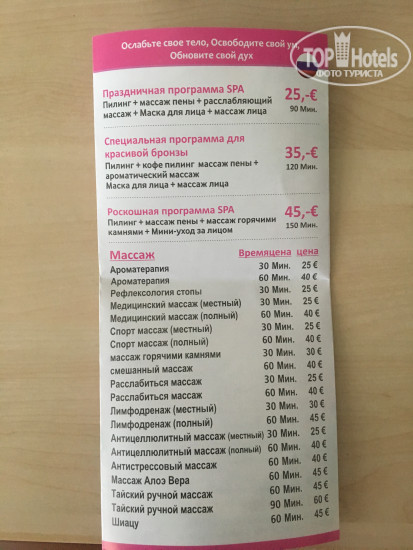 Ослабьте свое тело, Освободите свой ум,
Обновите свой дух
TOP Hotels
ФОТО ТУРИСТА
Праздничная программа SPA 25,-€
Пилинг + массаж пены + расслабляющий 90 Мин.
массаж + Маска для лица + массаж лица
Специальная программа для
красивой бронзы 35,-€
Пилинг + кофе пилинг массаж пены + 120 Мин.
ароматический массаж
Маска для лица + массаж лица
Роскошная программа SPA 45,-€
Пилинг + массаж пены + массаж горячими 150 Мин.
камнями + Мини-уход за лицом
Массаж Времяцена цена
Ароматерапия 30 Мин. 25 €
Ароматерапия 60 Мин. 40 €
Рефлексология стопы 30 Мин. 25 €
Медицинский массаж (местный) 30 Мин. 25 €
Медицинский массаж (полный) 60 Мин. 40 €
Спорт массаж (местный) 30 Мин. 25 €
Спорт массаж (полный) 60 Мин. 40 €
массаж горячими камнями 30 Мин. 30 €
смешанный массаж 60 Мин. 40 €
Расслабиться массаж 30 Мин. 25 €
Расслабиться массаж 60 Мин. 40 €
Лимфодренаж (местный) 30 Мин. 30 €
Лимфодренаж (полный) 60 Мин. 45 €
Антицеллюлитный массаж (местный) 30 Мин. 25 €
Антицеллюлитный массаж (полный) 60 Мин. 40 €
Антистрессовый массаж 60 Мин. 40 €
Массаж Алоэ Вера 60 Мин. 45 €
Тайский ручной массаж 60 Мин. 45 €
Тайский ручной массаж 90 Мин. 60 €
Шиацу 60 Мин. 45 €